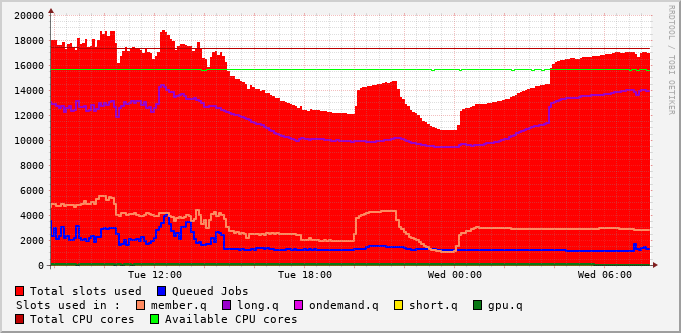 20000
18000
16000
14000
12000
10000
8000
6000
4000
2000
0
Tue 12:00 Tue 18:00 Wed 00:00 Wed 06:00
RRDTOOL / TOBI OETIKER
Total slots used Queued Jobs
Slots used in : member.q long.q ondemand.q short.q gpu.q
Total CPU cores Available CPU cores